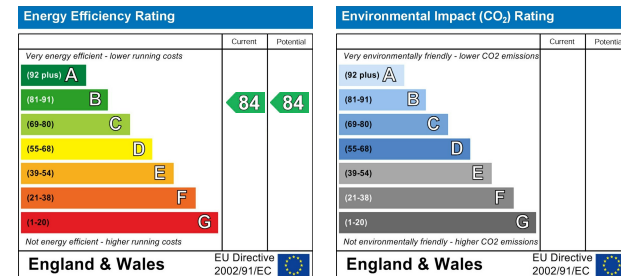 Energy Efficiency Rating
Current Potential
Very energy efficient - lower running costs
(92 plus) A
(81-91) B 84 84
(69-80) C
(55-68) D
(39-54) E
(21-38) F
(1-20) G
Not energy efficient - higher running costs
England & Wales
EU Directive
2002/91/EC
Environmental Impact (CO₂) Rating
Current Potentia
Very environmentally friendly - lower CO2 emissions
(92 plus) A
(81-91) B
(69-80) C
(55-68) D
(39-54) E
(21-38) F
(1-20) G
Not environmentally friendly - higher CO2 emissions
England & Wales
EU Directive
2002/91/EC